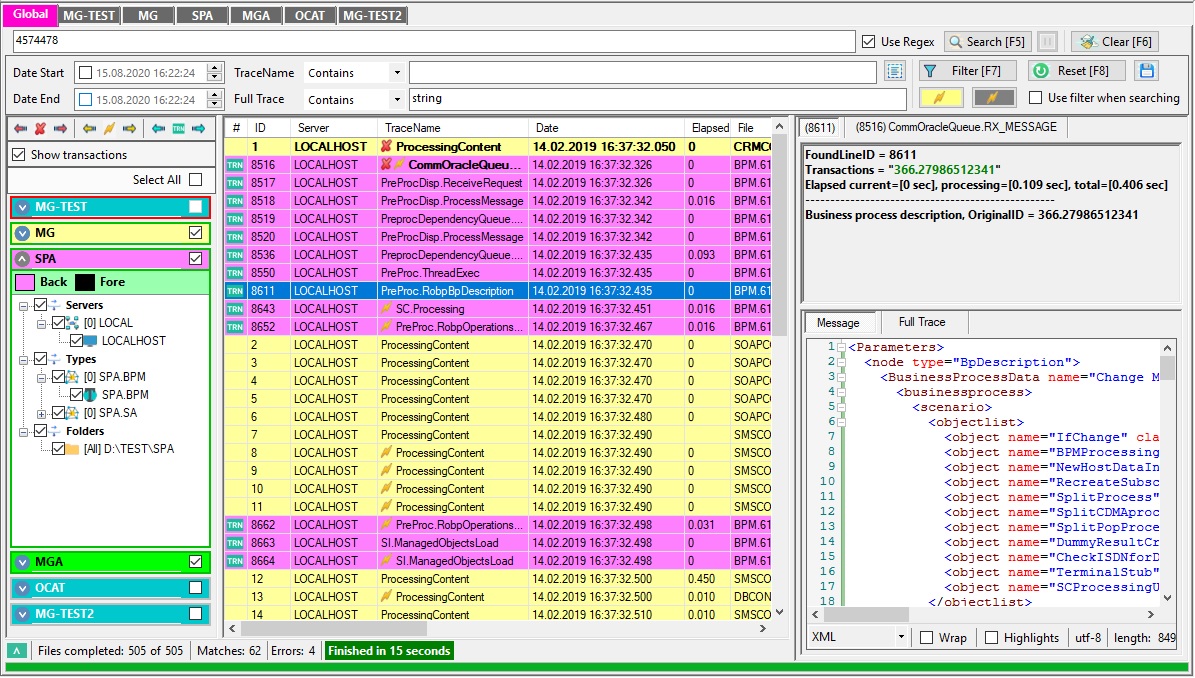 Global MG-TEST MG SPA MGA OCAT MG-TEST2
4574478 Use Regex Search [F5] Clear [F6]
Date Start 15.08.2020 16:22:24 TraceName Contains Filter [F7] Reset [F8]
Date End 15.08.2020 16:22:24 Full Trace Contains string Use filter when searching
TRN
Show transactions
Select All
MG-TEST
MG
SPA
Back Fore
Servers
[0] LOCAL
LOCALHOST
Types
[0] SPA.BPM
SPA.BPM
[0] SPA.SA
Folders
[All] D:\TEST\SPA
MGA
OCAT
MG-TEST2
# ID Server TraceName Date Elapsed File
1 LOCALHOST ProcessingContent 14.02.2019 16:37:32.050 0 CRMCO
TRN 8516 LOCALHOST CommOracleQueu... 14.02.2019 16:37:32.326 0 BPM.61
TRN 8517 LOCALHOST PreProcDisp.ReceiveRequest 14.02.2019 16:37:32.326 0 BPM.61
TRN 8518 LOCALHOST PreProcDisp.ProcessMessage 14.02.2019 16:37:32.342 0.016 BPM.61
TRN 8519 LOCALHOST PreprocDependencyQueue.... 14.02.2019 16:37:32.342 0 BPM.61
TRN 8520 LOCALHOST PreProcDisp.ProcessMessage 14.02.2019 16:37:32.342 0 BPM.61
TRN 8536 LOCALHOST PreprocDependencyQueue.... 14.02.2019 16:37:32.435 0.093 BPM.61
TRN 8550 LOCALHOST PreProc.ThreadExec 14.02.2019 16:37:32.435 0 BPM.61
TRN 8611 LOCALHOST PreProc.RobpBpDescription 14.02.2019 16:37:32.435 0 BPM.61
TRN 8643 LOCALHOST SC.Processing 14.02.2019 16:37:32.451 0.016 BPM.61
TRN 8652 LOCALHOST PreProc.RobpOperations... 14.02.2019 16:37:32.467 0.016 BPM.61
2 LOCALHOST ProcessingContent 14.02.2019 16:37:32.470 0 SOAPCO
3 LOCALHOST ProcessingContent 14.02.2019 16:37:32.470 0 SOAPCO
4 LOCALHOST ProcessingContent 14.02.2019 16:37:32.470 0 SOAPCO
5 LOCALHOST ProcessingContent 14.02.2019 16:37:32.470 0 SOAPCO
6 LOCALHOST ProcessingContent 14.02.2019 16:37:32.480 0 SOAPCO
7 LOCALHOST ProcessingContent 14.02.2019 16:37:32.490 0 SMSCO
8 LOCALHOST ProcessingContent 14.02.2019 16:37:32.490 0 SMSCO
9 LOCALHOST ProcessingContent 14.02.2019 16:37:32.490 0 SMSCO
10 LOCALHOST ProcessingContent 14.02.2019 16:37:32.490 0 SMSCO
11 LOCALHOST ProcessingContent 14.02.2019 16:37:32.490 0 SMSCO
TRN 8662 LOCALHOST PreProc.RobpOperations... 14.02.2019 16:37:32.498 0.031 BPM.61
TRN 8663 LOCALHOST SI.ManagedObjectsLoad 14.02.2019 16:37:32.498 0 BPM.61
TRN 8664 LOCALHOST SI.ManagedObjectsLoad 14.02.2019 16:37:32.498 0 BPM.61
12 LOCALHOST ProcessingContent 14.02.2019 16:37:32.500 0.450 SMSCO
13 LOCALHOST ProcessingContent 14.02.2019 16:37:32.500 0.010 DBCON
14 LOCALHOST ProcessingContent 14.02.2019 16:37:32.510 0.010 SMSCO
(8611) (8516) CommOracleQueue.RX_MESSAGE
FoundLineID = 8611
Transactions = "366.27986512341"
Elapsed current=[0 sec], processing=[0.109 sec], total=[0.406 sec]
--------------------------------------------------
Business process description, OriginalID = 366.27986512341
Message Full Trace
1 <Parameters>
2 <node type="BpDescription">
3 <BusinessProcessData name="Change M
4 <businessprocess>
5 <scenario>
6 <objectlist>
7 <object name="IfChange" cla
8 <object name="BPMProcessing
9 <object name="NewHostDataIn
10 <object name="RecreateSubsc
11 <object name="SplitProcess"
12 <object name="SplitCDMAproc
13 <object name="SplitPopProce
14 <object name="DummyResultCr
15 <object name="CheckISDNforD
16 <object name="TerminalStub"
17 <object name="SCProcessingU
18 </objectlist>
XML Wrap Highlights utf-8 length: 849
Files completed: 505 of 505 Matches: 62 Errors: 4 Finished in 15 seconds